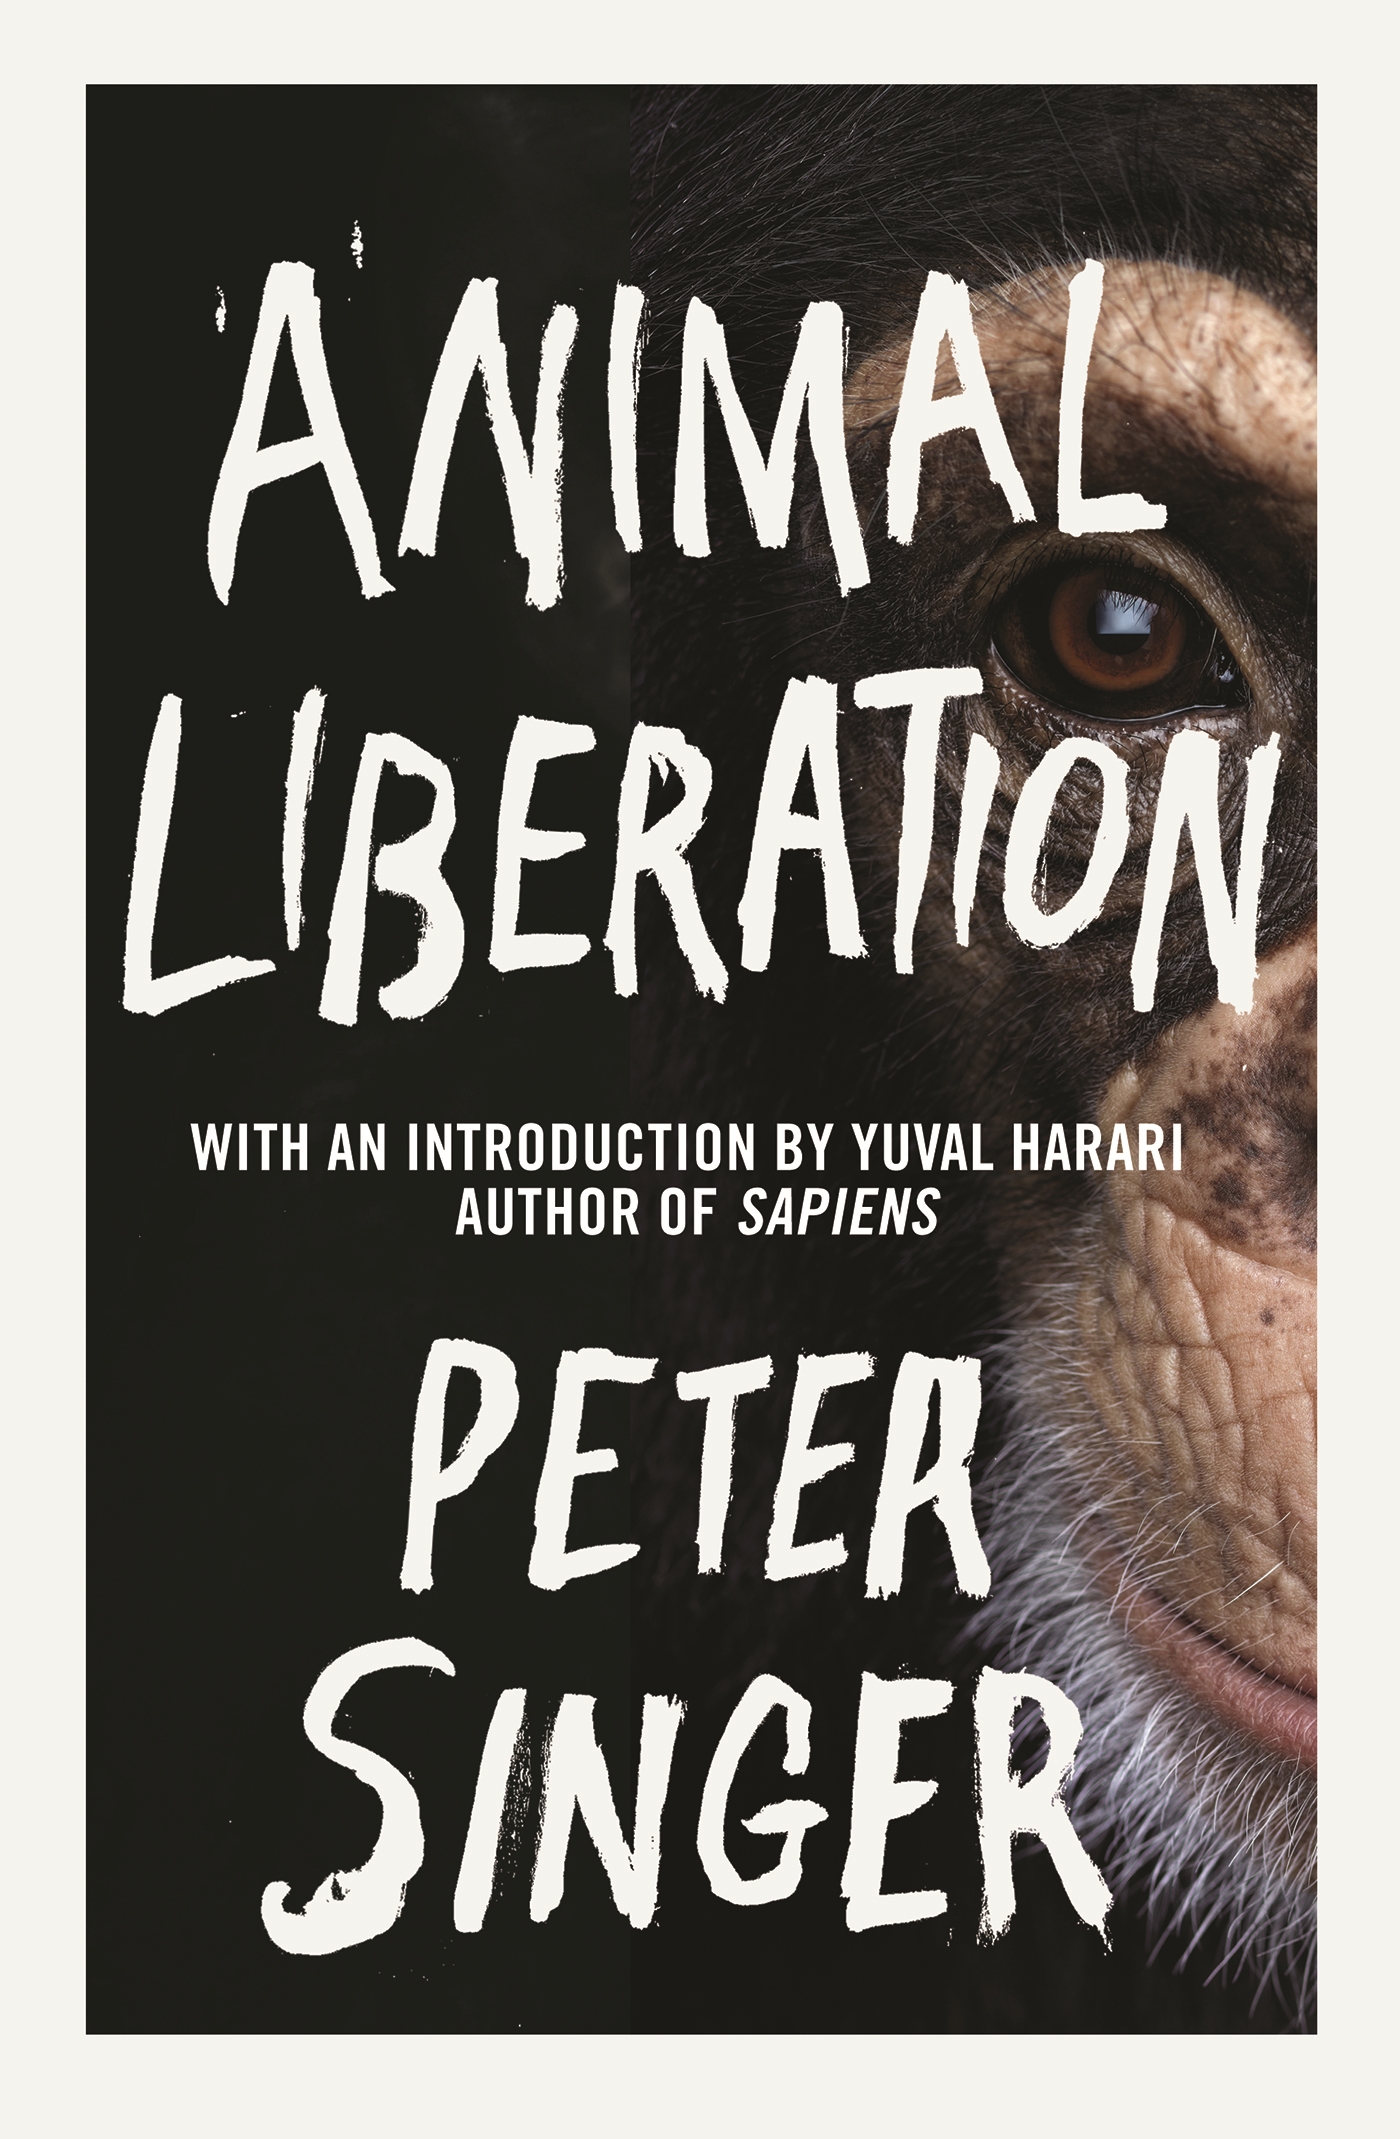 ANIMAL
LIBERATION
WITH AN INTRODUCTION BY YUVAL HARARI
AUTHOR OF SAPIENS
PETER
SINGER